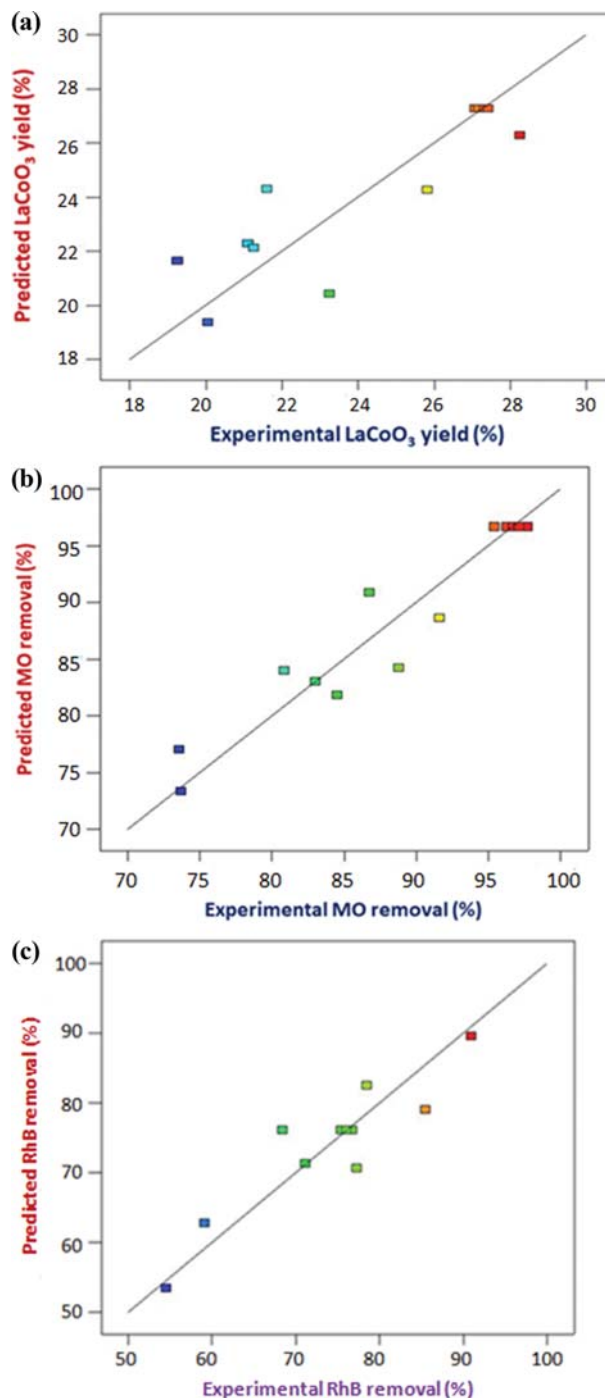 (a)
30
28
26
24
22
20
18
Predicted LaCoO₃ yield (%)
18 20 22 24 26 28 30
Experimental LaCoO₃ yield (%)
(b)
100
95
90
85
80
75
70
Predicted MO removal (%)
70 75 80 85 90 95 100
Experimental MO removal (%)
(c)
100
90
80
70
60
50
Predicted RhB removal (%)
50 60 70 80 90 100
Experimental RhB removal (%)